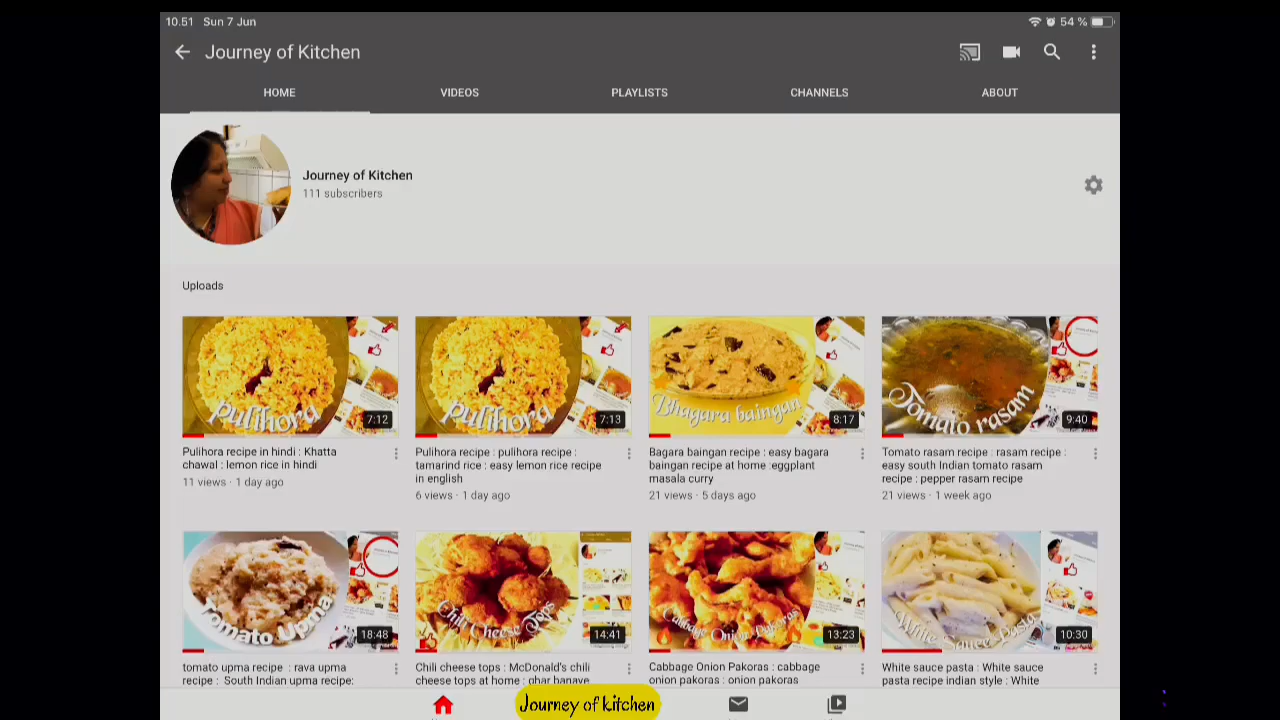 10.51 Sun 7 Jun
54 %
Journey of Kitchen
HOME VIDEOS PLAYLISTS CHANNELS ABOUT
Journey of Kitchen
111 subscribers
Uploads
pulihora
7:12
pulihora
7:13
Bhagara baingan
8:17
Tomato rasam
9:40
Pulihora recipe in hindi : Khatta
chawal : lemon rice in hindi
11 views · 1 day ago
Pulihora recipe : pulihora recipe :
tamarind rice : easy lemon rice recipe
in english
6 views · 1 day ago
Bagara baingan recipe : easy bagara
baingan recipe at home :eggplant
masala curry
21 views · 5 days ago
Tomato rasam recipe : rasam recipe :
easy south Indian tomato rasam
recipe : pepper rasam recipe
21 views · 1 week ago
Tomato Upma
18:48
Chili Cheese Tops
14:41
Cabbage Onion Pakoras
13:23
White Sauce Pasta
10:30
tomato upma recipe : rava upma
recipe : South Indian upma recipe:
Chili cheese tops : McDonald's chili
cheese tops at home : ghar banaye
Cabbage Onion Pakoras : cabbage
onion pakoras : onion pakoras
White sauce pasta : White sauce
pasta recipe indian style : White
Journey of kitchen